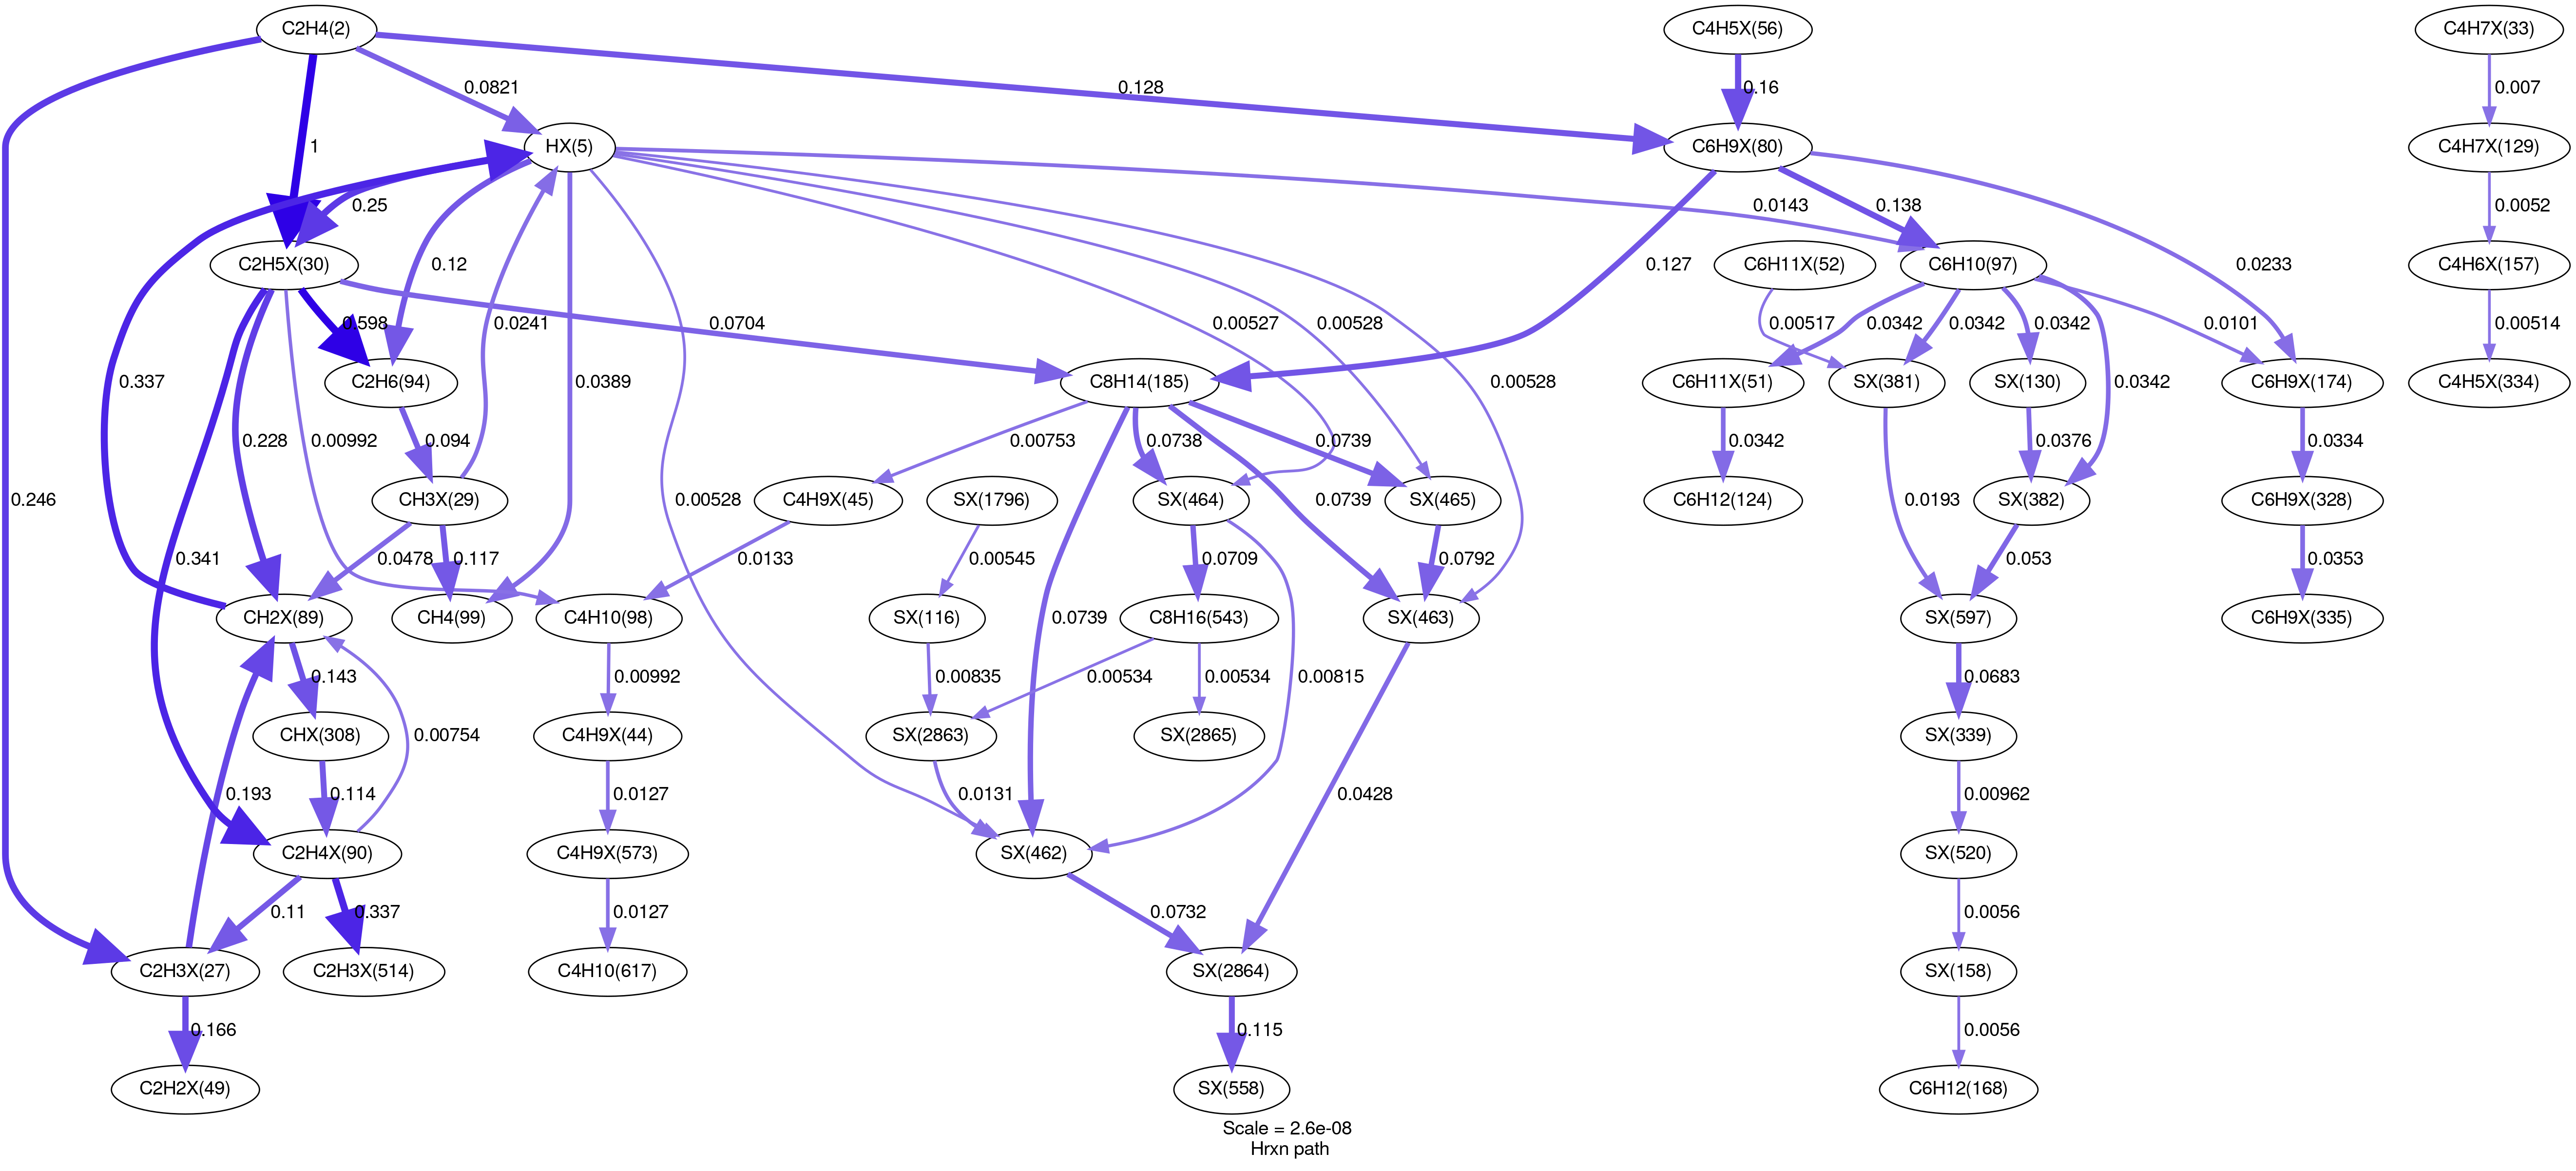 C2H4(2)
C4H5X(56)
C4H7X(33)
0.0821
0.128
0.16
0.007
1
HX(5)
C6H9X(80)
C4H7X(129)
0.25
0.0143
0.138
0.0052
C2H5X(30)
C6H11X(52)
C6H10(97)
C4H6X(157)
0.12
0.127
0.0233
0.598
0.0241
0.0704
0.00527
0.00528
0.00517
0.0342
0.0342
0.0342
0.0101
0.00514
0.337
C2H6(94)
0.0389
C8H14(185)
0.00528
C6H11X(51)
SX(381)
SX(130)
0.0342
C6H9X(174)
C4H5X(334)
0.228
0.00992
0.094
0.00753
0.0738
0.0739
0.0342
0.0376
0.0334
0.246
CH3X(29)
0.00528
C4H9X(45)
SX(1796)
SX(464)
0.0739
SX(465)
C6H12(124)
0.0193
SX(382)
C6H9X(328)
0.341
0.0478
0.117
0.0133
0.00545
0.0709
0.0792
0.053
0.0353
CH2X(89)
CH4(99)
C4H10(98)
SX(116)
0.0739
C8H16(543)
SX(463)
SX(597)
C6H9X(335)
0.143
0.00992
0.00835
0.00534
0.00534
0.00815
0.0683
CHX(308)
0.00754
C4H9X(44)
SX(2863)
SX(2865)
SX(339)
0.193
0.114
0.0127
0.0131
0.0428
0.00962
C2H4X(90)
C4H9X(573)
SX(462)
SX(520)
0.11
0.337
0.0127
0.0732
0.0056
C2H3X(27)
C2H3X(514)
C4H10(617)
SX(2864)
SX(158)
0.166
0.115
0.0056
C2H2X(49)
SX(558)
C6H12(168)
Scale = 2.6e-08
Hrxn path